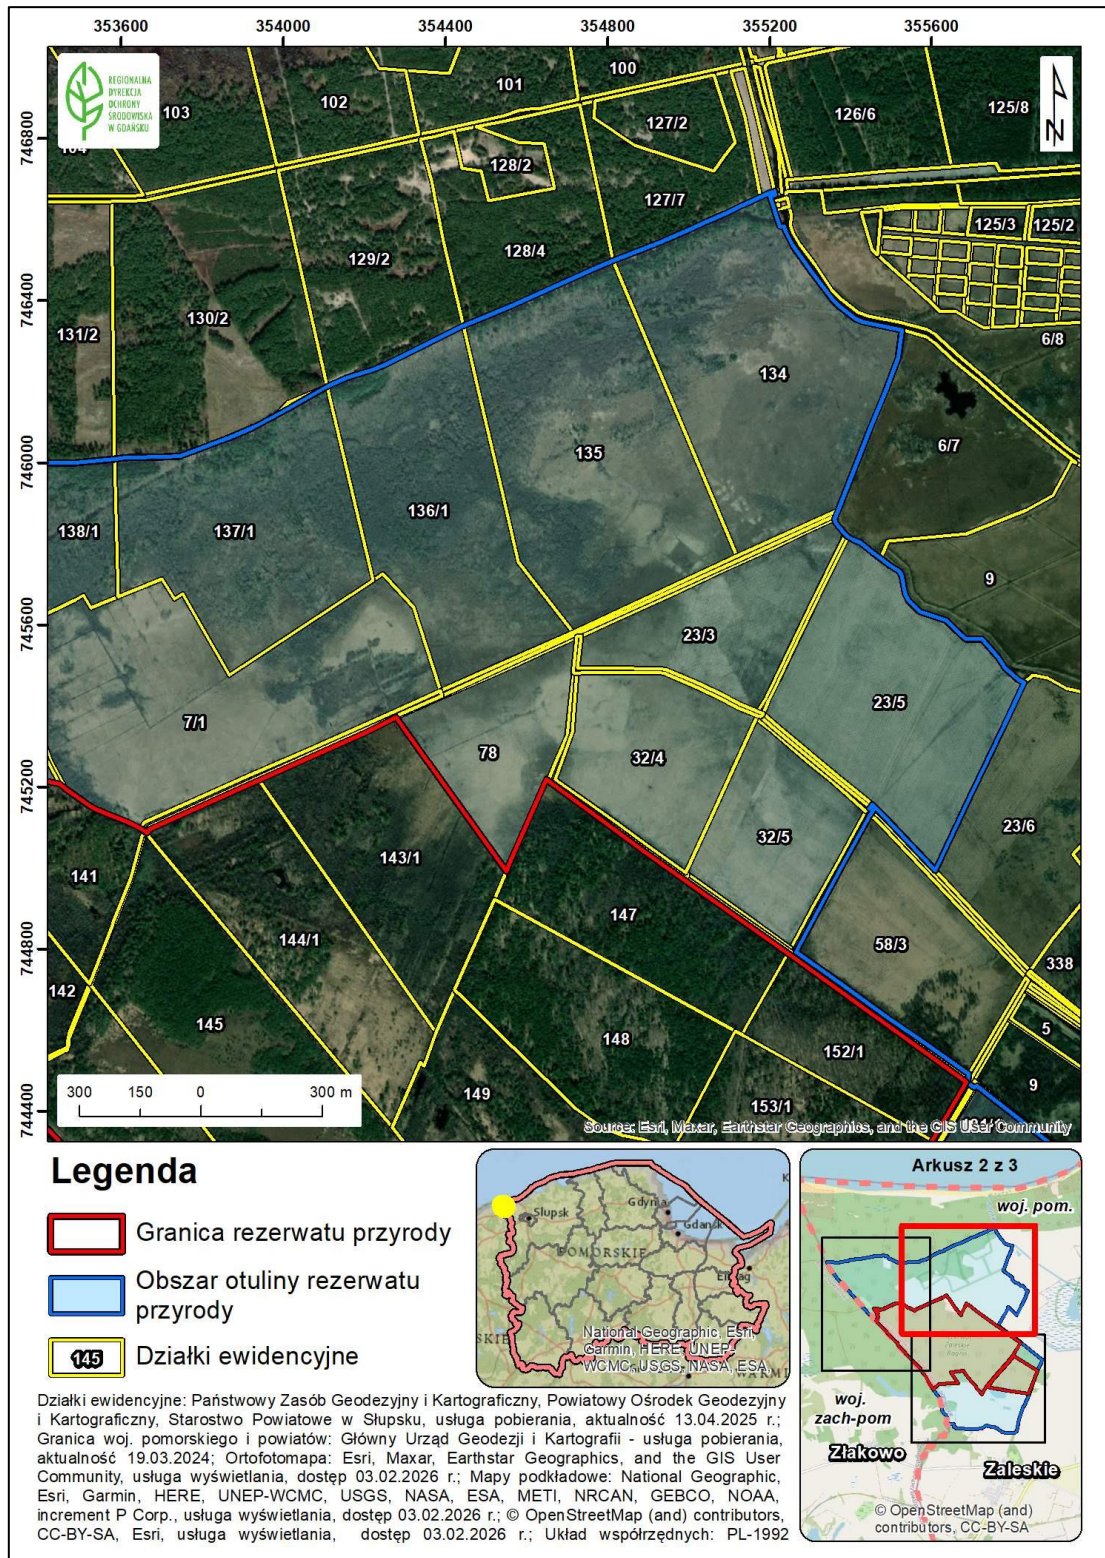 353600 354000 354400 354800 355200 355600
REGIONALNA
DYREKCJA
OCHRONY
ŚRODOWISKA
W GDAŃSKU
N
746800
746400
746000
745600
745200
744800
744400
100
101
102
103
104
125/8
126/6
127/2
128/2
127/7
125/3
125/2
128/4
129/2
130/2
131/2
6/8
134
6/7
135
136/1
137/1
138/1
9
23/3
23/5
7/1
78
32/4
32/5
23/6
143/1
141
147
144/1
58/3
338
142
145
5
148
152/1
9
149
153/1
300 150 0 300 m
Source: Esri, Maxar, Earthstar Geographics, and the GIS User Community
Legenda
Granica rezerwatu przyrody
Obszar otuliny rezerwatu
przyrody
145
Działki ewidencyjne
Słupsk
Gdynia
Gdańsk
POMORSKIE
Elbląg
SKIE
WARMI
National Geographic, Esri,
Garmin, HERE, UNEP-
WCMC, USGS, NASA, ESA,
Arkusz 2 z 3
woj. pom.
woj.
zach-pom
Złakowo
Zaleskie
© OpenStreetMap (and)
contributors, CC-BY-SA
Działki ewidencyjne: Państwowy Zasób Geodezyjny i Kartograficzny, Powiatowy Ośrodek Geodezyjny
i Kartograficzny, Starostwo Powiatowe w Słupsku, usługa pobierania, aktualność 13.04.2025 r.;
Granica woj. pomorskiego i powiatów: Główny Urząd Geodezji i Kartografii - usługa pobierania,
aktualność 19.03.2024; Ortofotomapa: Esri, Maxar, Earthstar Geographics, and the GIS User
Community, usługa wyświetlania, dostęp 03.02.2026 r.; Mapy podkładowe: National Geographic,
Esri, Garmin, HERE, UNEP-WCMC, USGS, NASA, ESA, METI, NRCAN, GEBCO, NOAA,
increment P Corp., usługa wyświetlania, dostęp 03.02.2026 r.; © OpenStreetMap (and) contributors,
CC-BY-SA, Esri, usługa wyświetlania, dostęp 03.02.2026 r.; Układ współrzędnych: PL-1992